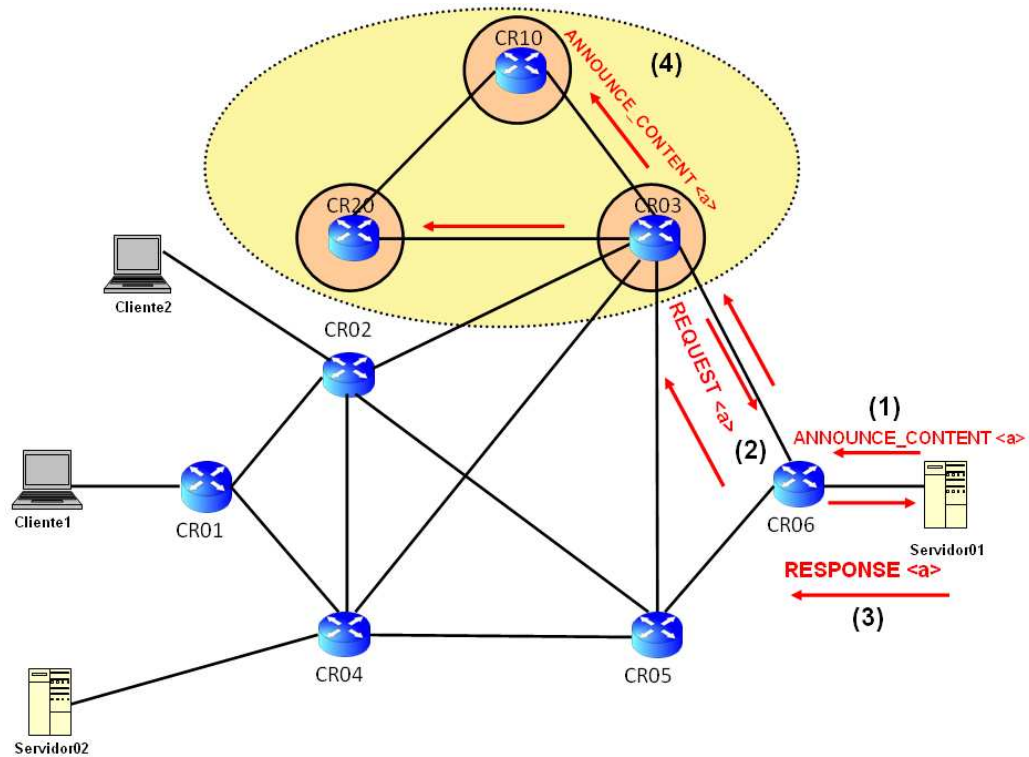 CR10
(4)
ANNOUNCE_CONTENT <a>
CR20
CR03
Cliente2
CR02
REQUEST <a>
(2)
(1)
ANNOUNCE_CONTENT <a>
Cliente1
CR01
CR06
Servidor01
RESPONSE <a>
(3)
CR04
CR05
Servidor02